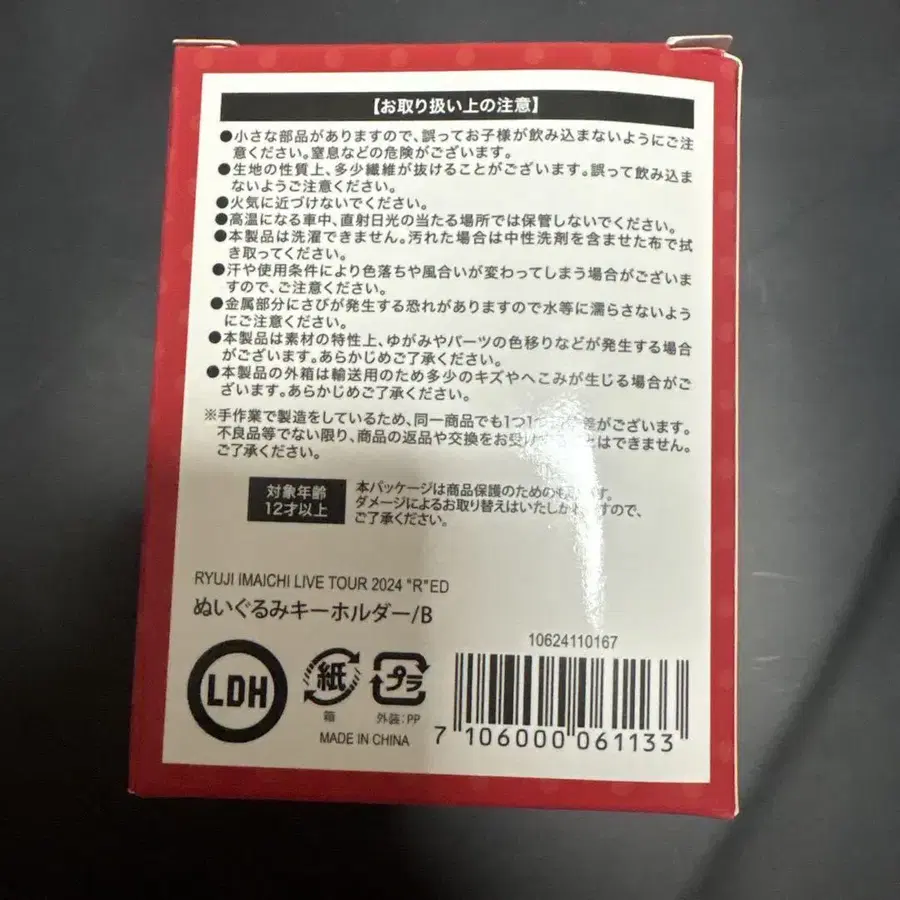 【お取り扱い上の注意】
●小さな部品がありますので、誤ってお子様が飲み込まないようにご注
意ください。窒息などの危険がございます。
●生地の性質上、多少繊維が抜けることがございます。誤って飲み込ま
ないようご注意ください。
●火気に近づけないでください。
●高温になる車中、直射日光の当たる場所では保管しないでください。
●本製品は洗濯できません。汚れた場合は中性洗剤を含ませた布で拭
き取ってください。
●汗や使用条件により色落ちや風合いが変わってしまう場合がございま
すので、ご注意ください。
●金属部分にさびが発生する恐れがありますので水等に濡らさないよう
にご注意ください。
●本製品は素材の特性上、ゆがみやパーツの色移りなどが発生する場合
がございます。あらかじめご了承ください。
●本製品の外箱は輸送用のため多少のキズやへこみが生じる場合がご
ざいます。あらかじめご了承ください。
※手作業で製造をしているため、同一商品でも1つ1つ差がございます。
不良品等でない限り、商品の返品や交換をお受けとはできません。
ご了承ください。
対象年齢
12才以上
本パッケージは商品保護のためのものです。
ダメージによるお取り替えはいたしかねますので、
ご了承ください。
RYUJI IMAICHI LIVE TOUR 2024 "R"ED
ぬいぐるみキーホルダー/B
LDH
紙
箱
プラ
外装:PP
MADE IN CHINA
10624110167
7 106000 061133